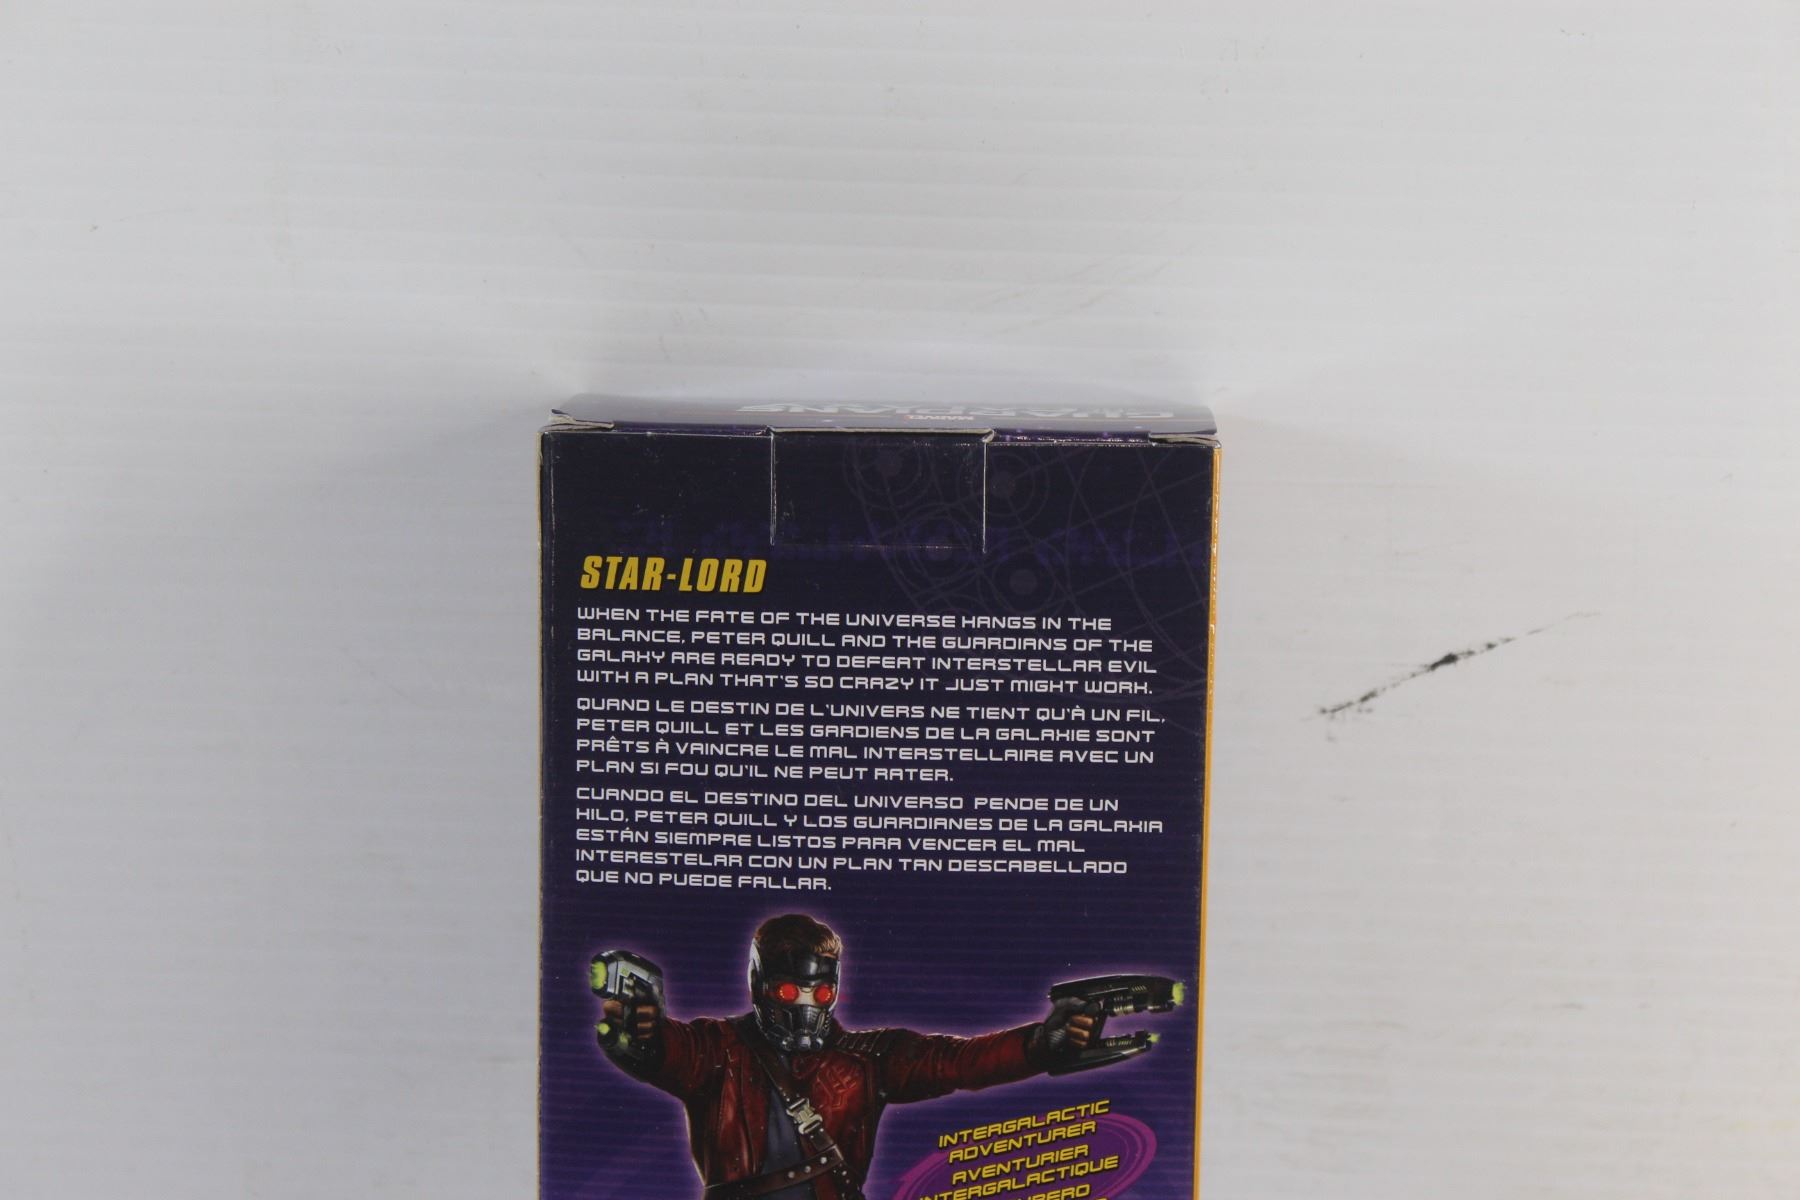 GUARDIANS
MARVEL
STAR-LORD
WHEN THE FATE OF THE UNIVERSE HANGS IN THE
BALANCE, PETER QUILL AND THE GUARDIANS OF THE
GALAXY ARE READY TO DEFEAT INTERSTELLAR EVIL
WITH A PLAN THAT'S SO CRAZY IT JUST MIGHT WORK.
QUAND LE DESTIN DE L'UNIVERS NE TIENT QU'À UN FIL,
PETER QUILL ET LES GARDIENS DE LA GALAXIE SONT
PRÊTS À VAINCRE LE MAL INTERSTELLAIRE AVEC UN
PLAN SI FOU QU'IL NE PEUT RATER.
CUANDO EL DESTINO DEL UNIVERSO PENDE DE UN
HILO, PETER QUILL Y LOS GUARDIANES DE LA GALAXIA
ESTÁN SIEMPRE LISTOS PARA VENCER EL MAL
INTERESTELAR CON UN PLAN TAN DESCABELLADO
QUE NO PUEDE FALLAR.
INTERGALACTIC
ADVENTURER
AVENTURIER
INTERGALACTIQUE